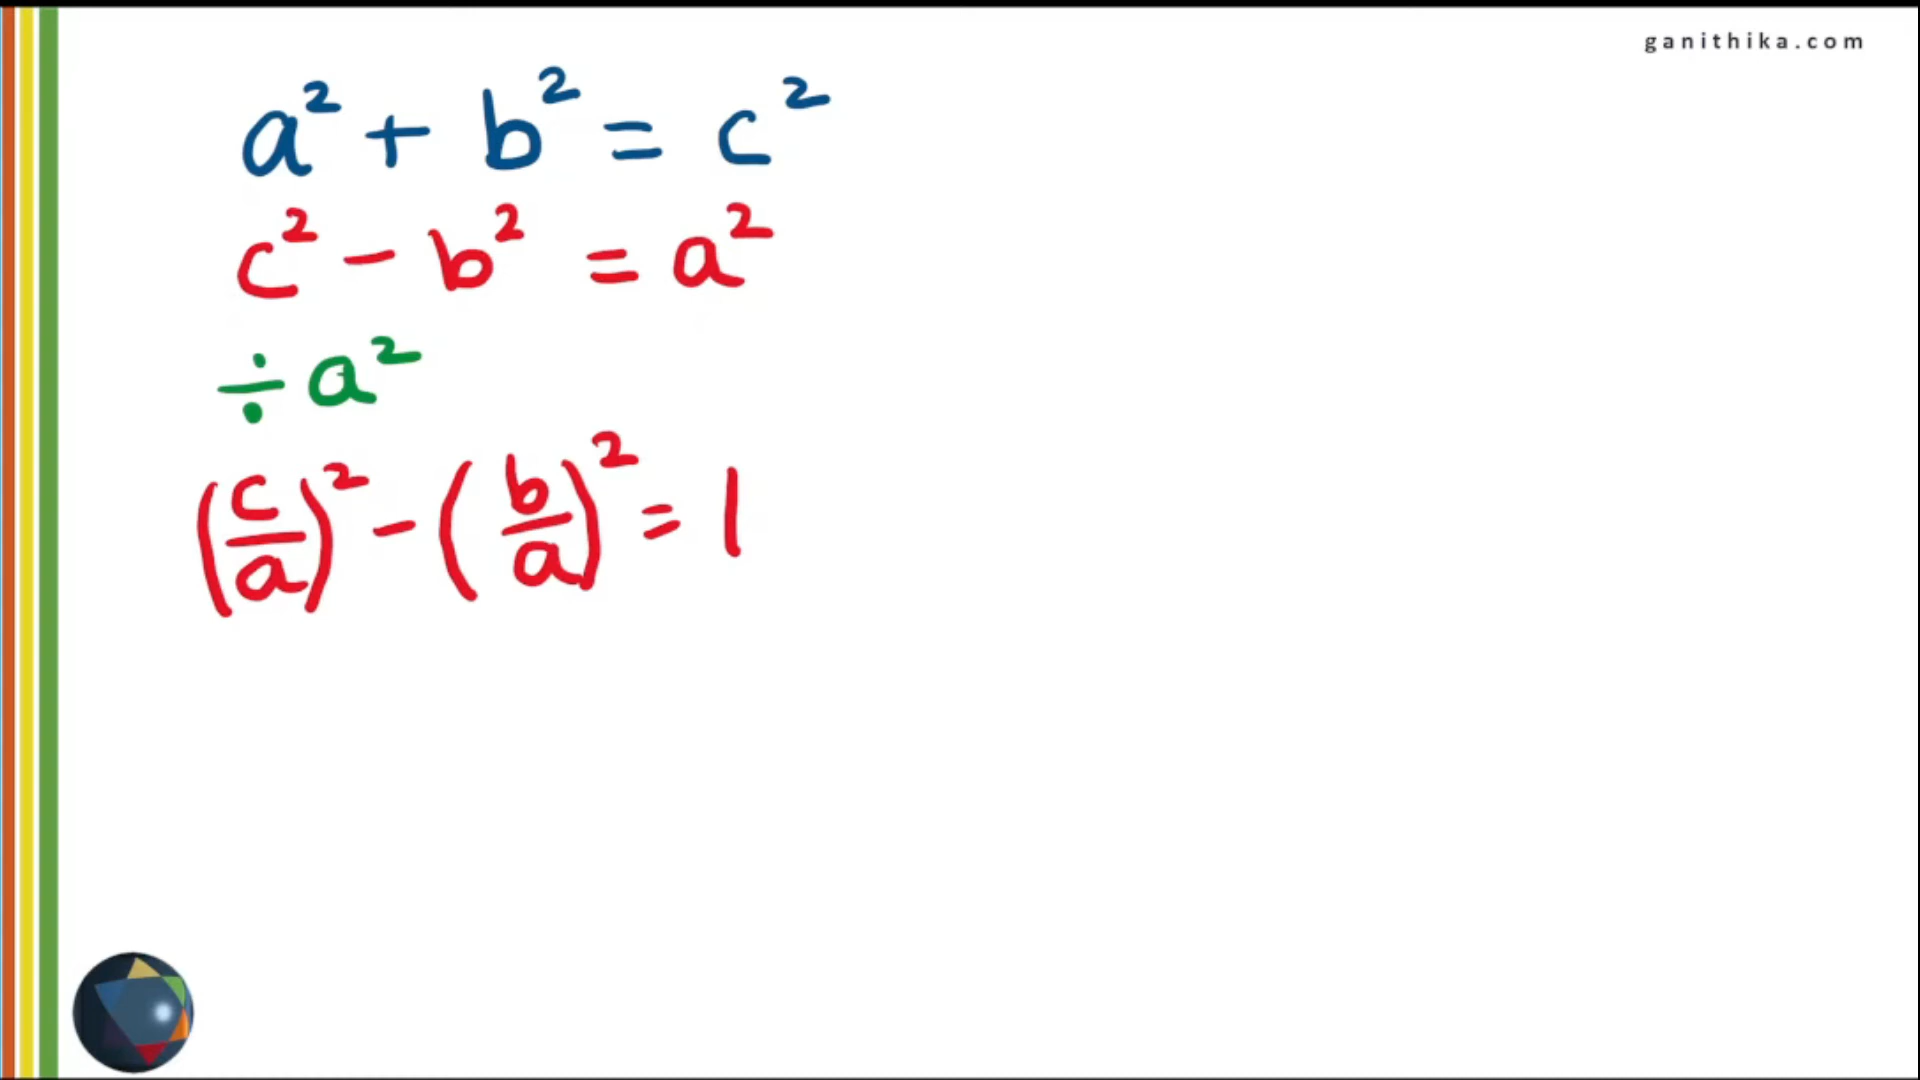 ganithika.com
a² + b² = c²
c² − b² = a²
÷ a²
(c/a)² − (b/a)² = 1